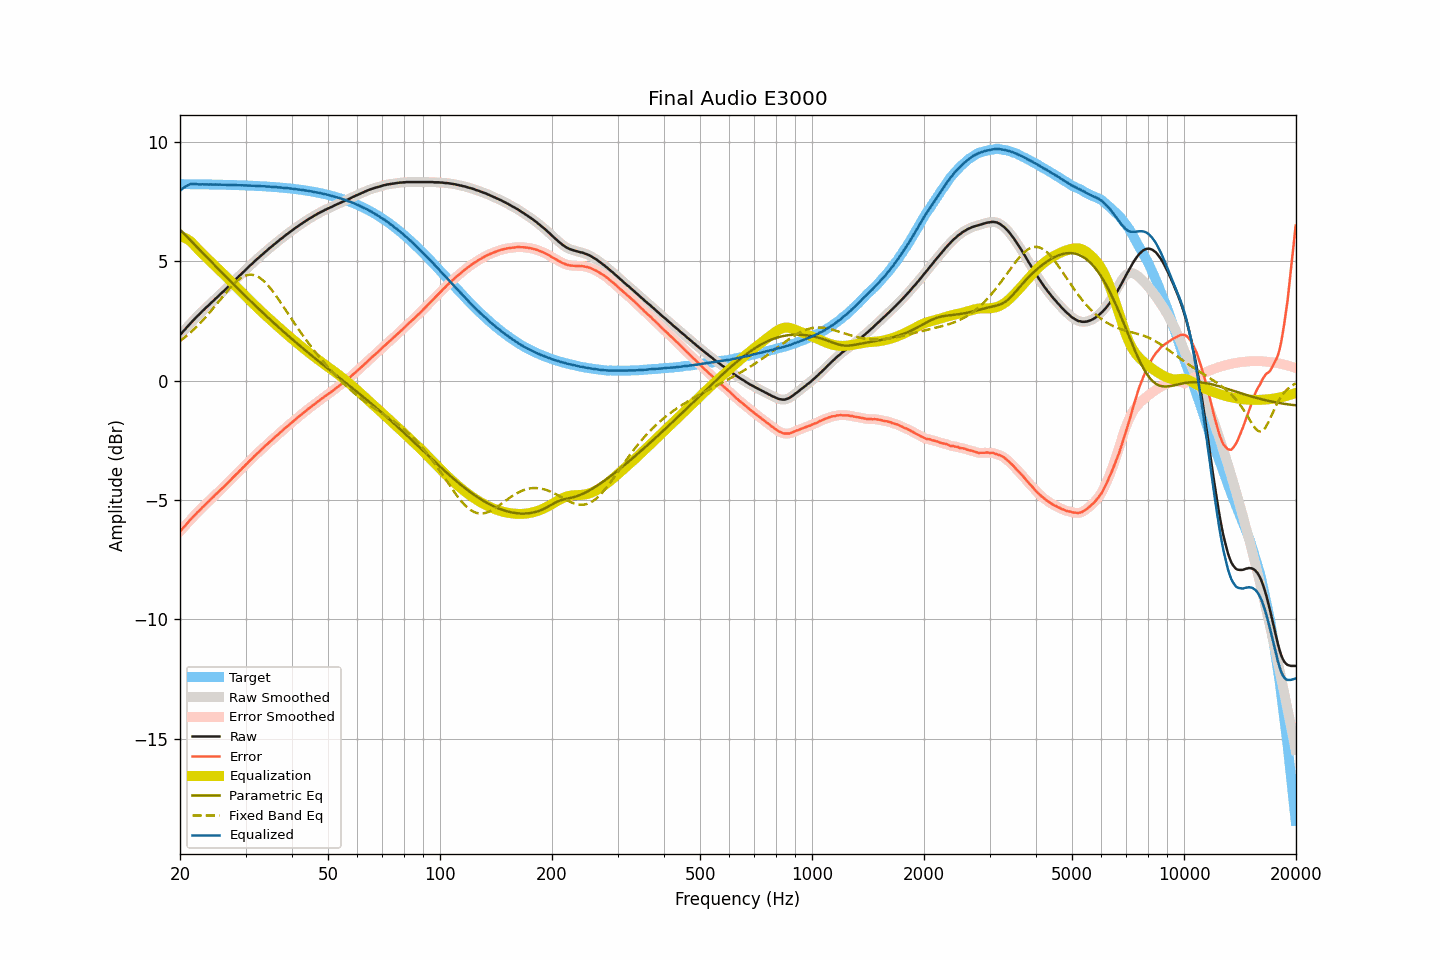 Final Audio E3000
Amplitude (dBr)
10
5
0
−5
−10
−15
Target
Raw Smoothed
Error Smoothed
Raw
Error
Equalization
Parametric Eq
Fixed Band Eq
Equalized
20 50 100 200 500 1000 2000 5000 10000 20000
Frequency (Hz)